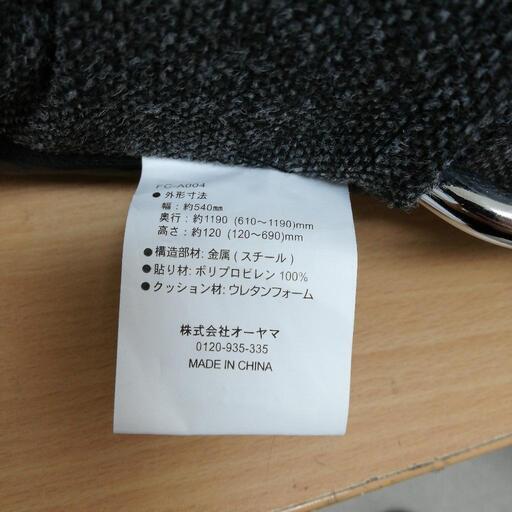 FC-A004
● 外形寸法
幅：約540mm
奥行：約1190 (610～1190)mm
高さ：約120 (120～690)mm
● 構造部材: 金属 ( スチール )
● 貼り材: ポリプロピレン 100%
● クッション材: ウレタンフォーム
株式会社オーヤマ
0120-935-335
MADE IN CHINA